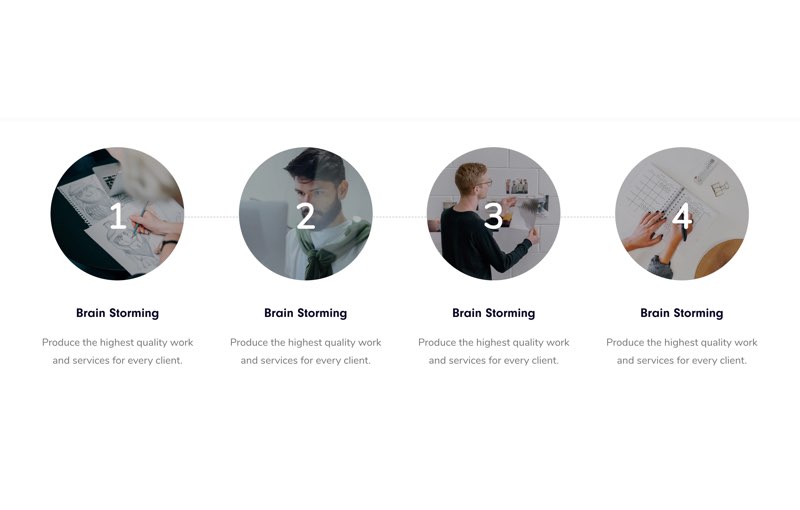 1
2
3
4
Brain Storming
Produce the highest quality work
and services for every client.
Brain Storming
Produce the highest quality work
and services for every client.
Brain Storming
Produce the highest quality work
and services for every client.
Brain Storming
Produce the highest quality work
and services for every client.